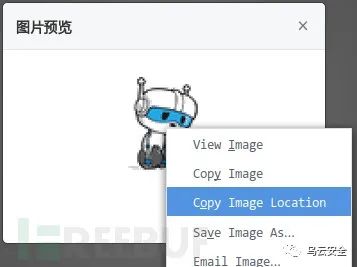 图片预览
×
View Image
Copy Image
Copy Image Location
Save Image As…
Email Image…
REEBUF
乌云安全